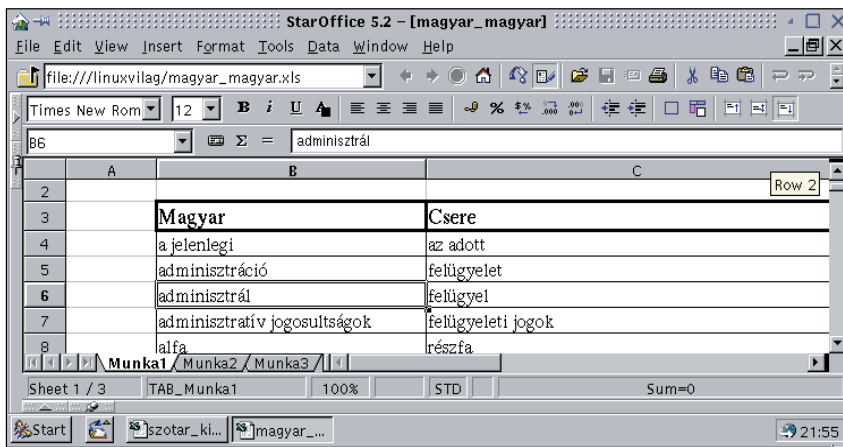 StarOffice 5.2 – [magyar_magyar]
File Edit View Insert Format Tools Data Window Help
file:///linuxvilag/magyar_magyar.xls
Times New Rom 12 B i U A
B6 Σ = adminisztrál
A B C
Row 2
2
3 Magyar Csere
4 a jelenlegi az adott
5 adminisztráció felügyelet
6 adminisztrál felügyel
7 adminisztratív jogosultságok felügyeleti jogok
8 alfa részfa
Munka1 Munka2 Munka3
Sheet 1 / 3 TAB_Munka1 100% STD Sum=0
Start szotar_ki... magyar_... 21:55